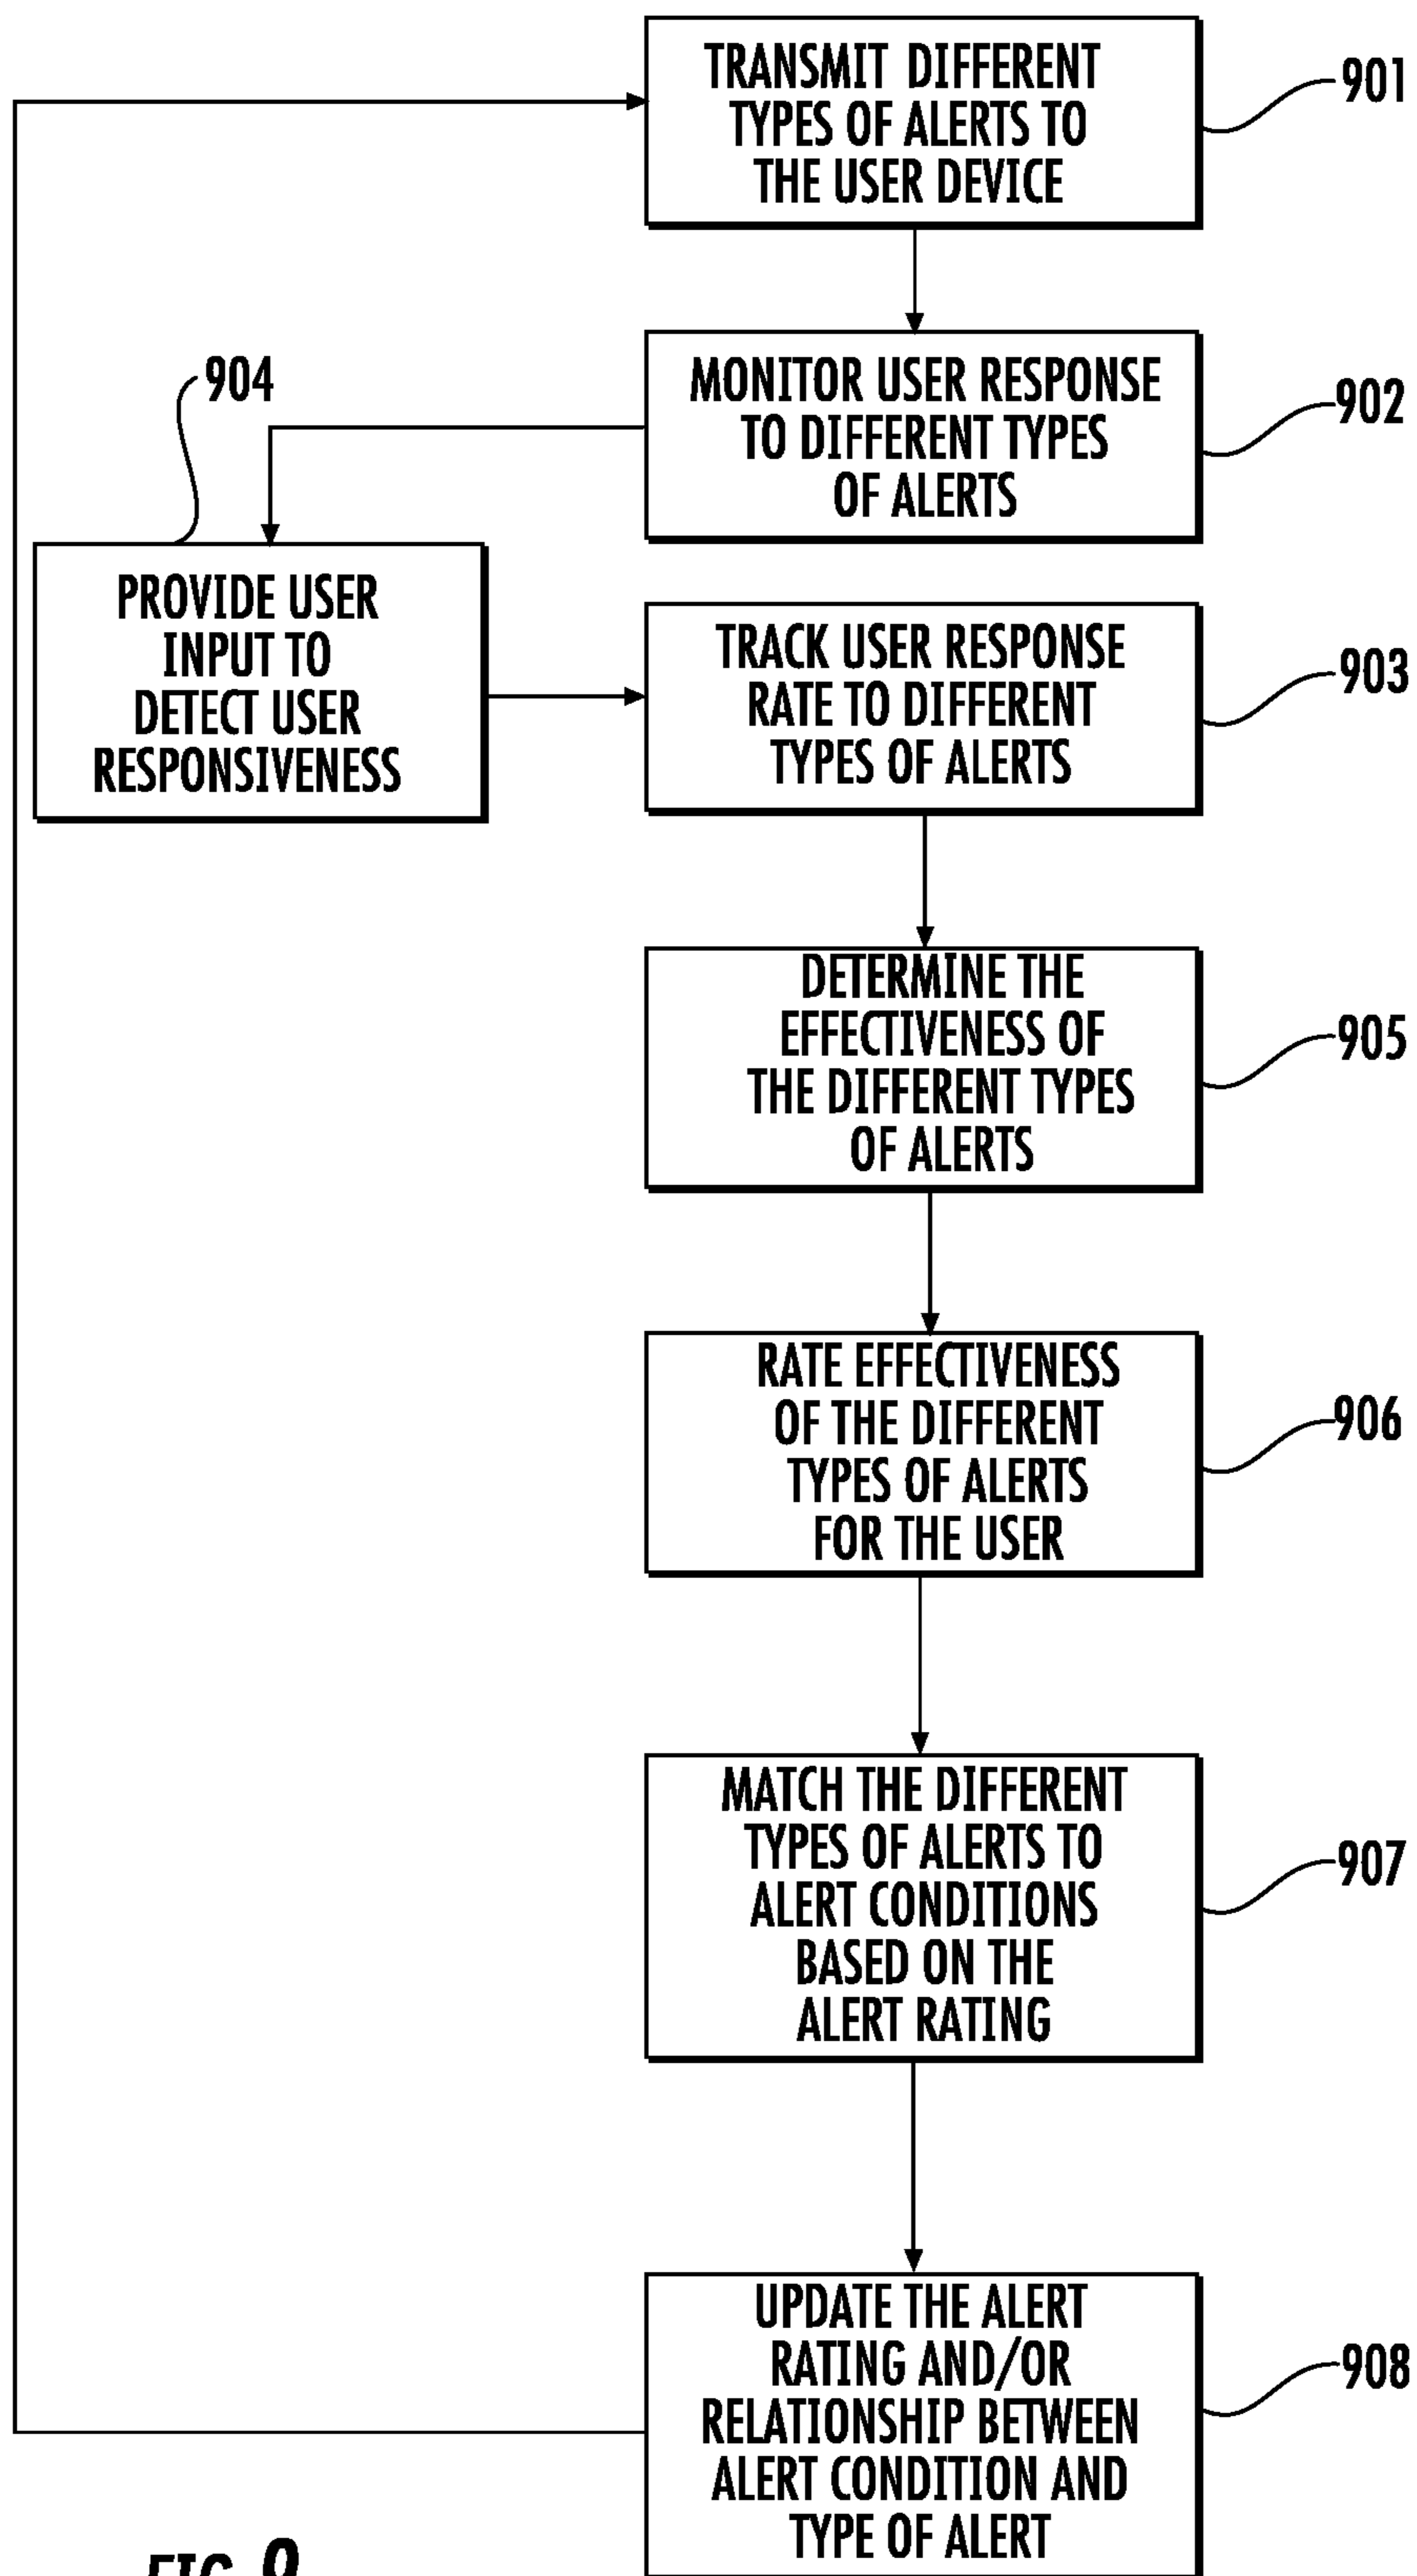 TRANSMIT DIFFERENT
TYPES OF ALERTS TO
THE USER DEVICE
901
MONITOR USER RESPONSE
TO DIFFERENT TYPES
OF ALERTS
902
904
PROVIDE USER
INPUT TO
DETECT USER
RESPONSIVENESS
TRACK USER RESPONSE
RATE TO DIFFERENT
TYPES OF ALERTS
903
DETERMINE THE
EFFECTIVENESS OF
THE DIFFERENT TYPES
OF ALERTS
905
RATE EFFECTIVENESS
OF THE DIFFERENT
TYPES OF ALERTS
FOR THE USER
906
MATCH THE DIFFERENT
TYPES OF ALERTS TO
ALERT CONDITIONS
BASED ON THE
ALERT RATING
907
UPDATE THE ALERT
RATING AND/OR
RELATIONSHIP BETWEEN
ALERT CONDITION AND
TYPE OF ALERT
908
FIG. 9